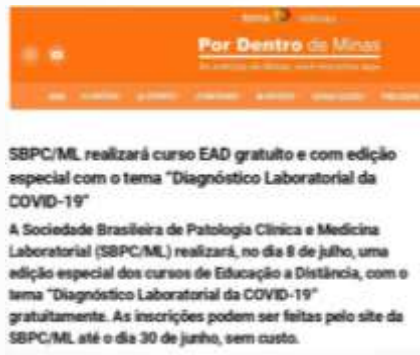 Por Dentro de Minas
SBPC/ML realizará curso EAD gratuito e com edição
especial com o tema "Diagnóstico Laboratorial da
COVID-19"
A Sociedade Brasileira de Patologia Clínica e Medicina
Laboratorial (SBPC/ML) realizará, no dia 8 de julho, uma
edição especial dos cursos de Educação a Distância, com o
tema "Diagnóstico Laboratorial da COVID-19"
gratuitamente. As inscrições podem ser feitas pelo site da
SBPC/ML até o dia 30 de junho, sem custo.